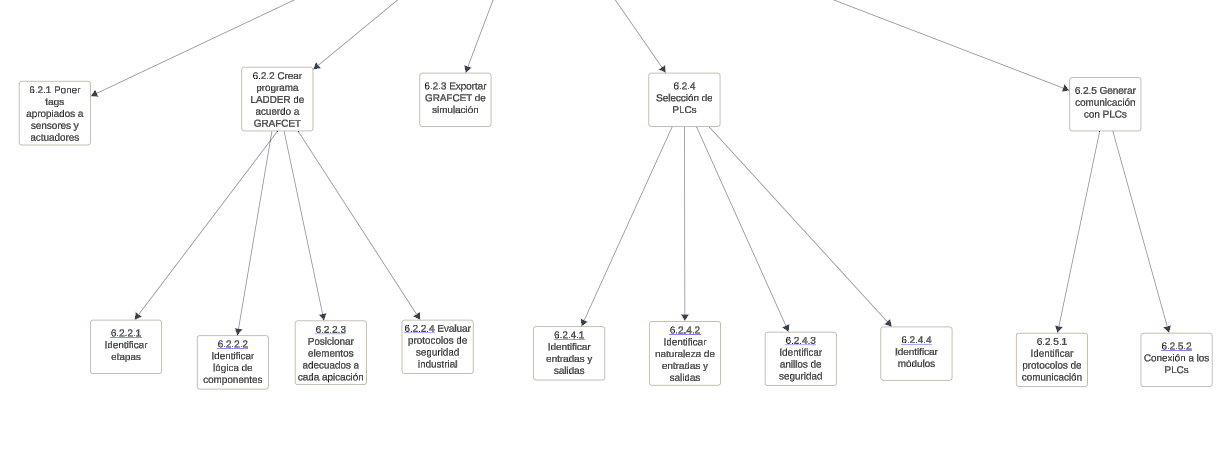 6.2.1 Poner
tags
apropiados a
sensores y
actuadores
6.2.2 Crear
programa
LADDER de
acuerdo a
GRAFCET
6.2.3 Exportar
GRAFCET de
simulación
6.2.4
Selección de
PLCs
6.2.5 Generar
comunicación
con PLCs
6.2.2.1
Identificar
etapas
6.2.2.2
Identificar
lógica de
componentes
6.2.2.3
Posicionar
elementos
adecuados a
cada apicación
6.2.2.4 Evaluar
protocolos de
seguridad
industrial
6.2.4.1
Identificar
entradas y
salidas
6.2.4.2
Identificar
naturaleza de
entradas y
salidas
6.2.4.3
Identificar
anillos de
seguridad
6.2.4.4
Identificar
módulos
6.2.5.1
Identificar
protocolos de
comunicación
6.2.5.2
Conexión a los
PLCs